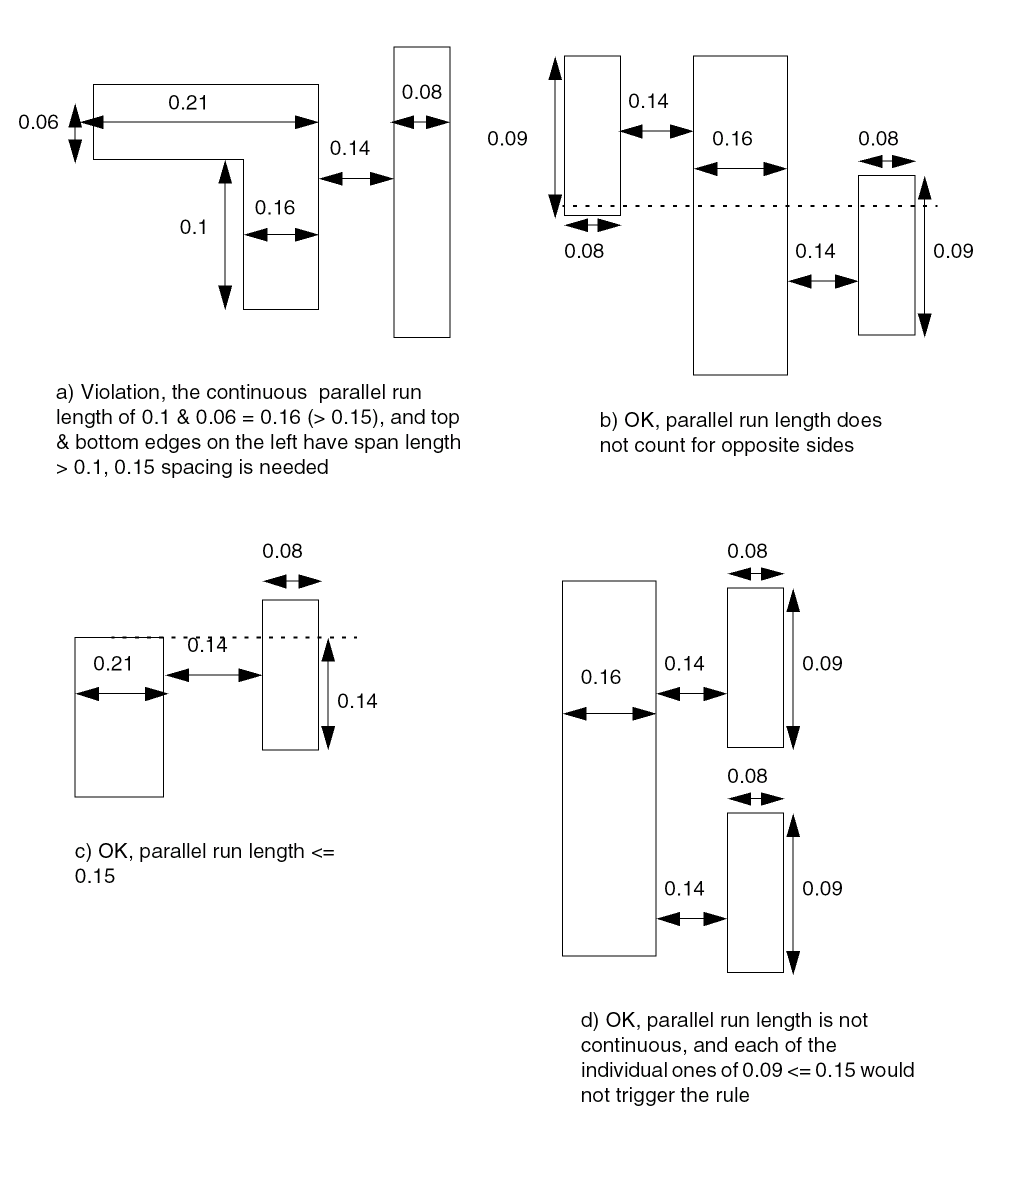 0.06
0.21
0.14
0.08
0.16
0.1
a) Violation, the continuous parallel run
length of 0.1 & 0.06 = 0.16 (> 0.15), and top
& bottom edges on the left have span length
> 0.1, 0.15 spacing is needed
0.09
0.14
0.16
0.08
0.08
0.14
0.09
b) OK, parallel run length does
not count for opposite sides
0.08
0.14
0.21
0.14
c) OK, parallel run length <=
0.15
0.08
0.14
0.09
0.16
0.08
0.14
0.09
d) OK, parallel run length is not
continuous, and each of the
individual ones of 0.09 <= 0.15 would
not trigger the rule